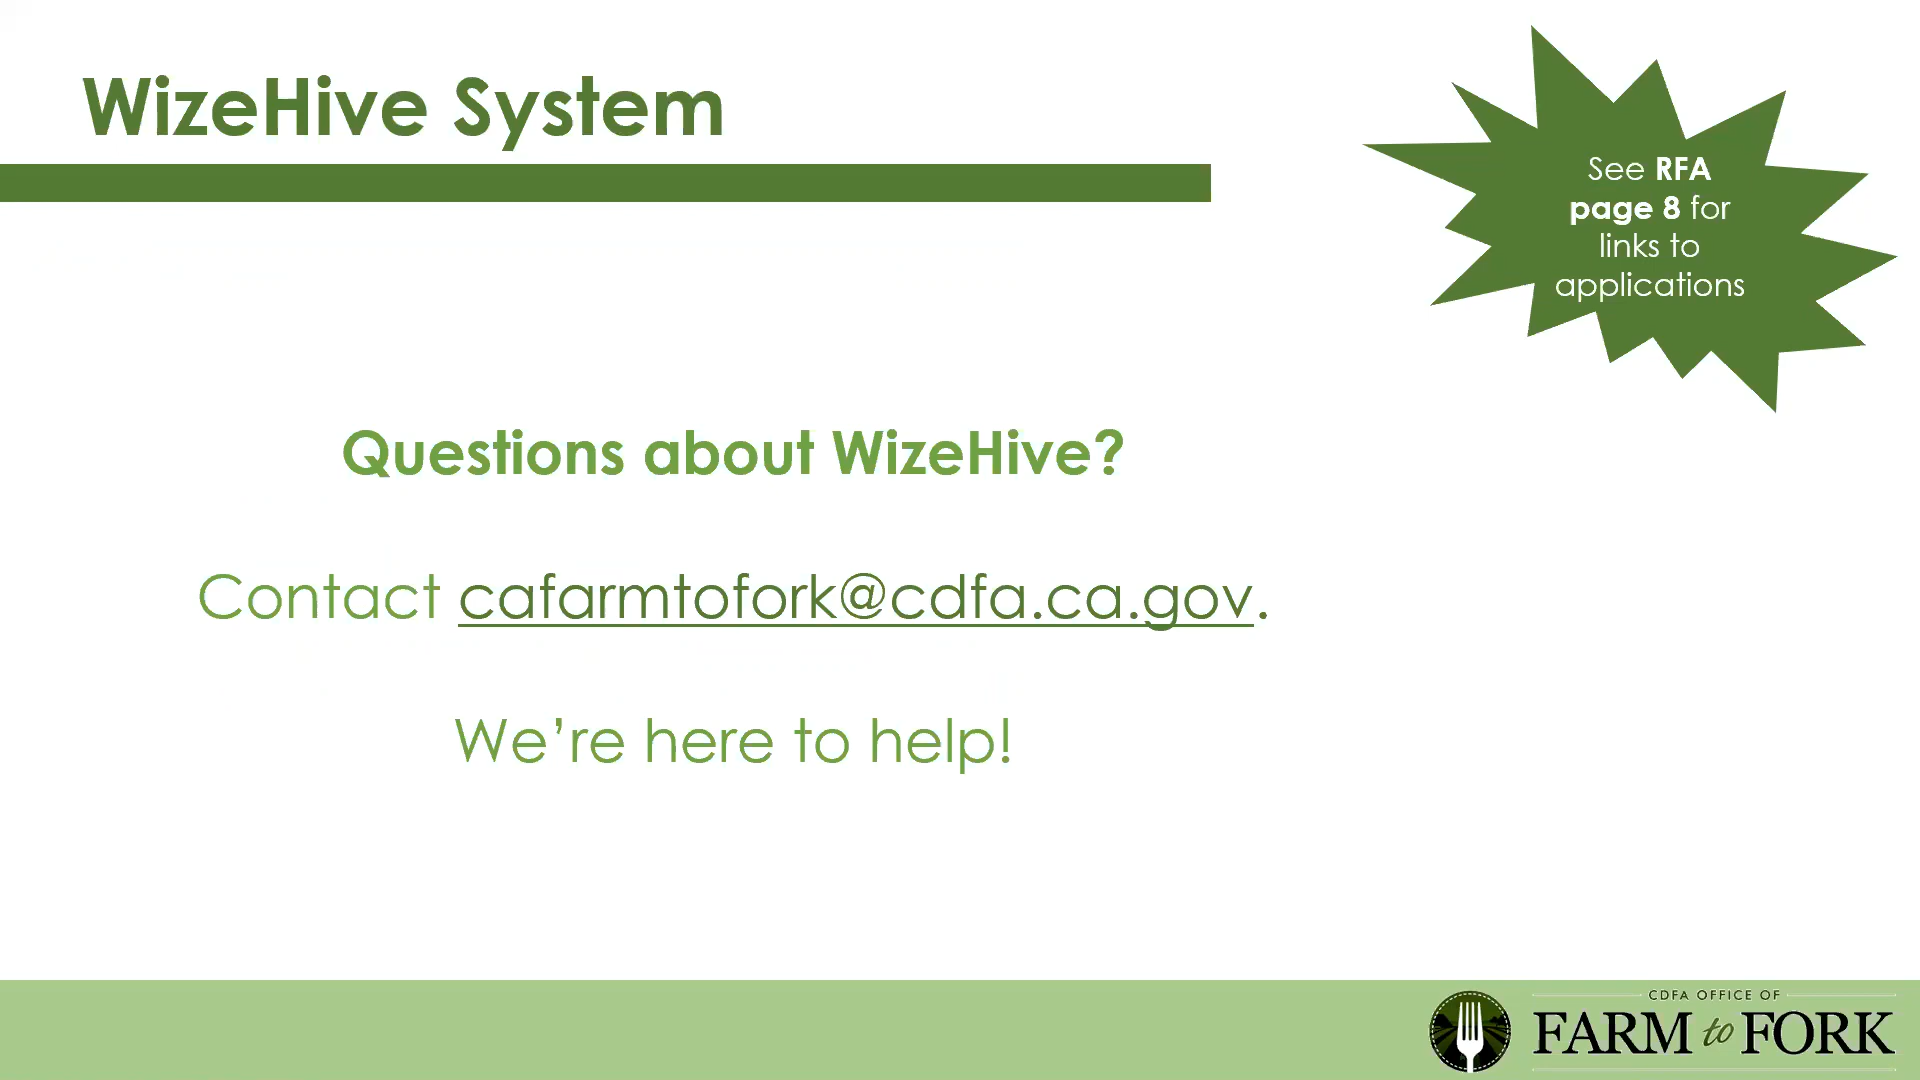 WizeHive System
See RFA
page 8 for
links to
applications
Questions about WizeHive?
Contact cafarmtofork@cdfa.ca.gov.
We’re here to help!
CDFA OFFICE OF
FARM to FORK